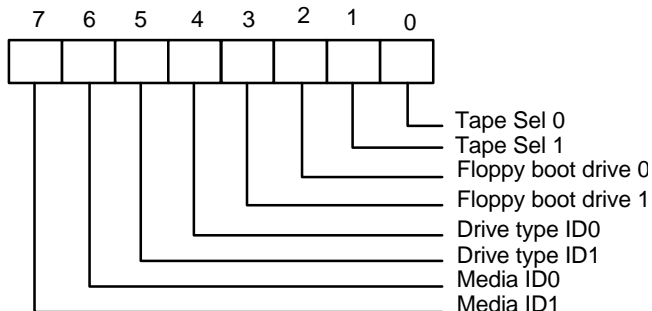 7 6 5 4 3 2 1 0
Tape Sel 0
Tape Sel 1
Floppy boot drive 0
Floppy boot drive 1
Drive type ID0
Drive type ID1
Media ID0
Media ID1